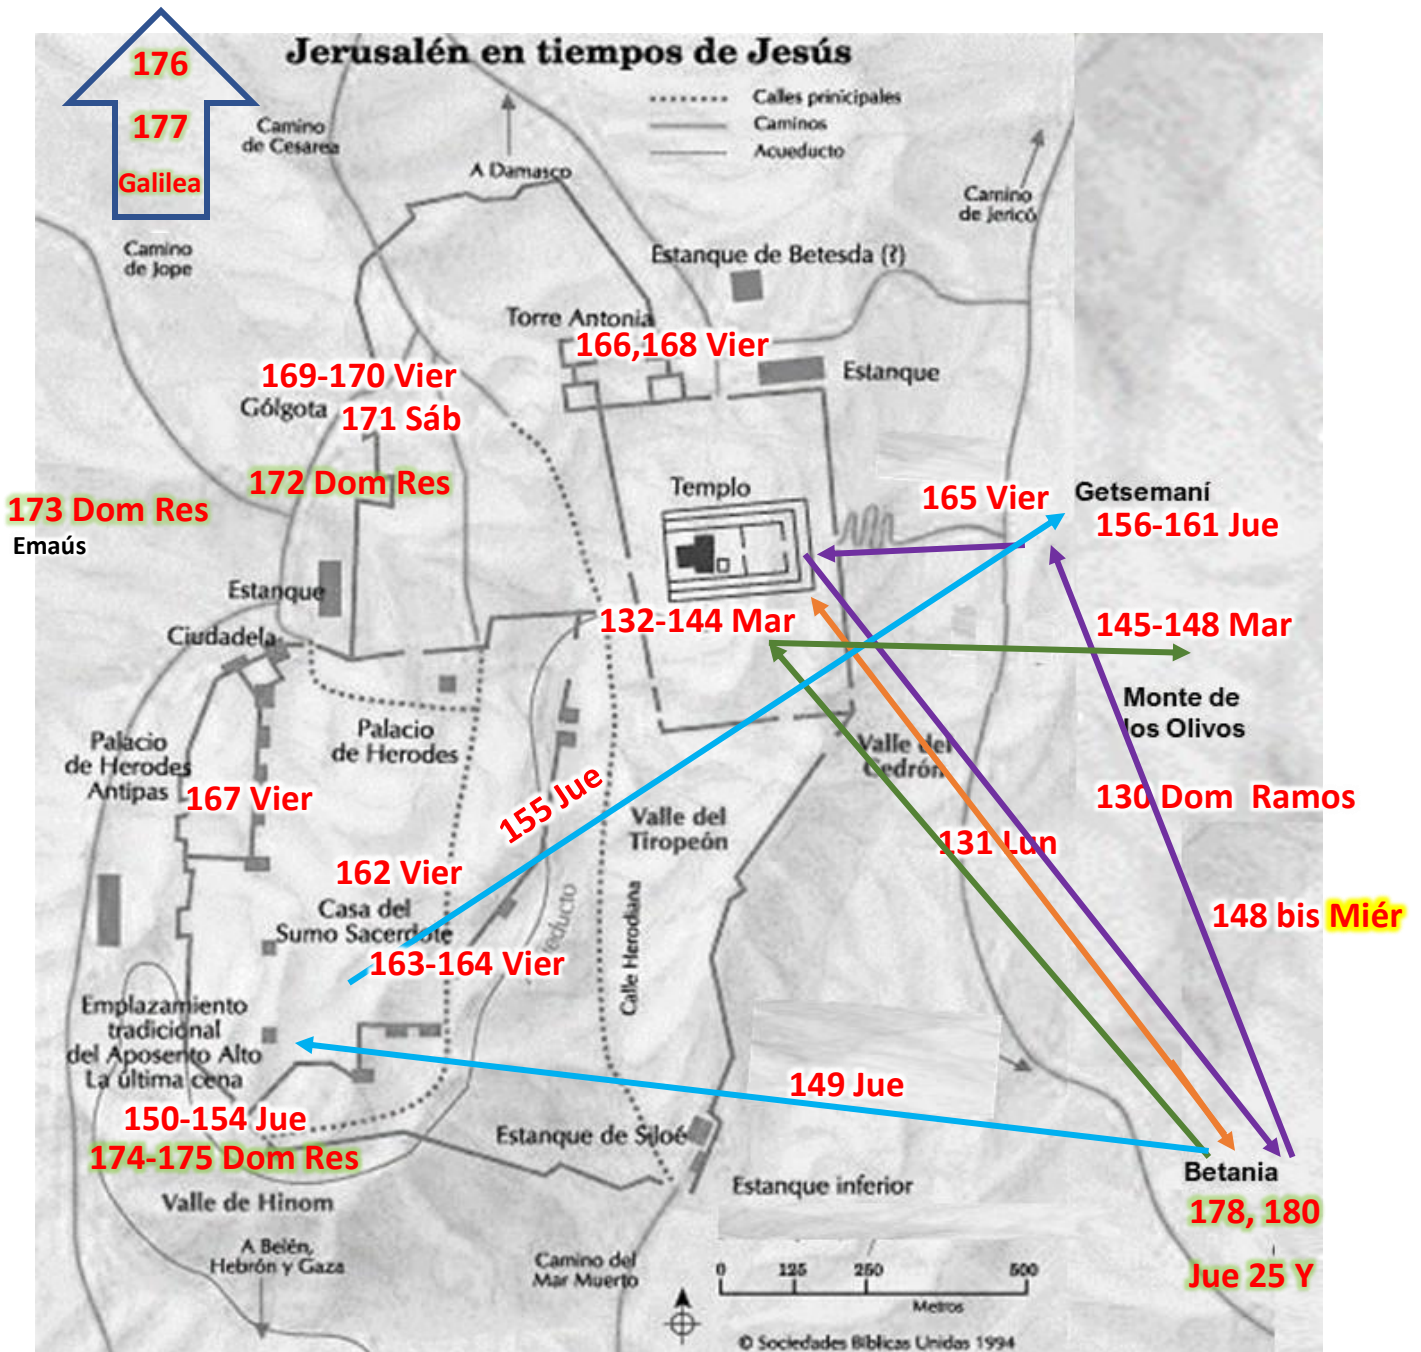 176
177
Galilea
Jerusalén en tiempos de Jesús
Calles prinicipales
Caminos
Acueducto
Camino
de Cesarea
A Damasco
Camino
de Jericó
Camino
de Jope
Estanque de Betesda (?)
Torre Antonia
166,168 Vier
Estanque
169-170 Vier
Gólgota
171 Sáb
172 Dom Res
173 Dom Res
Emaús
Templo
165 Vier
Getsemaní
156-161 Jue
Estanque
132-144 Mar
145-148 Mar
Ciudadela
Monte de
los Olivos
Palacio
de Herodes
Palacio
de Herodes
Antipas
167 Vier
Valle del
Cedrón
130 Dom Ramos
155 Jue
Valle del
Tiropeón
131 Lun
162 Vier
Casa del
Sumo Sacerdote
163-164 Vier
Calle Herodiana
148 bis Miér
Emplazamiento
tradicional
del Aposento Alto
La última cena
149 Jue
150-154 Jue
174-175 Dom Res
Estanque de Siloé
Estanque inferior
Betania
178, 180
Jue 25 Y
Valle de Hinom
A Belén,
Hebrón y Gaza
Camino del
Mar Muerto
0 125 250 500
Metros
© Sociedades Bíblicas Unidas 1994